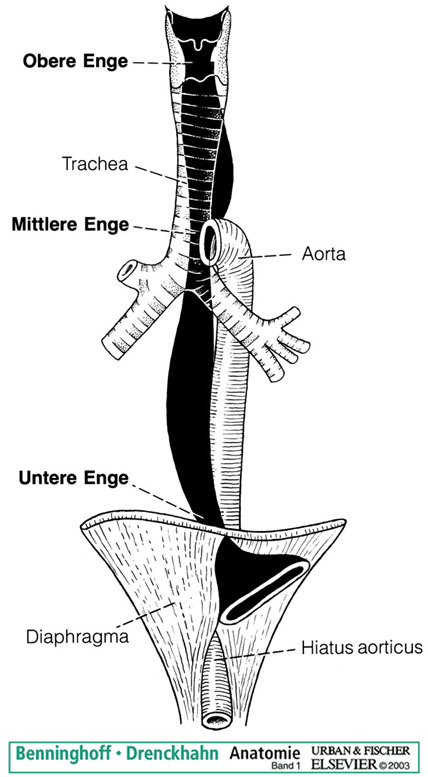 Obere Enge
Trachea
Mittlere Enge
Aorta
Untere Enge
Diaphragma
Hiatus aorticus
Benninghoff • Drenckhahn Anatomie Band 1 URBAN & FISCHER ELSEVIER © 2003